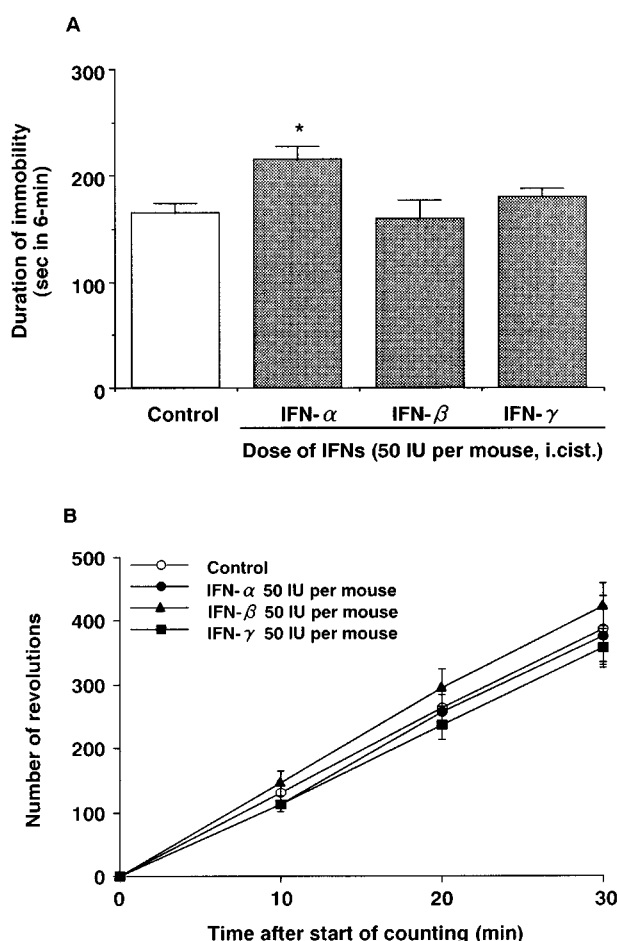 A
300
200
100
0
Duration of immobility
(sec in 6-min)
*
Control
IFN-α
IFN-β
IFN-γ
Dose of IFNs (50 IU per mouse, i.cist.)
B
500
400
300
200
100
0
Number of revolutions
Control
IFN-α 50 IU per mouse
IFN-β 50 IU per mouse
IFN-γ 50 IU per mouse
0
10
20
30
Time after start of counting (min)